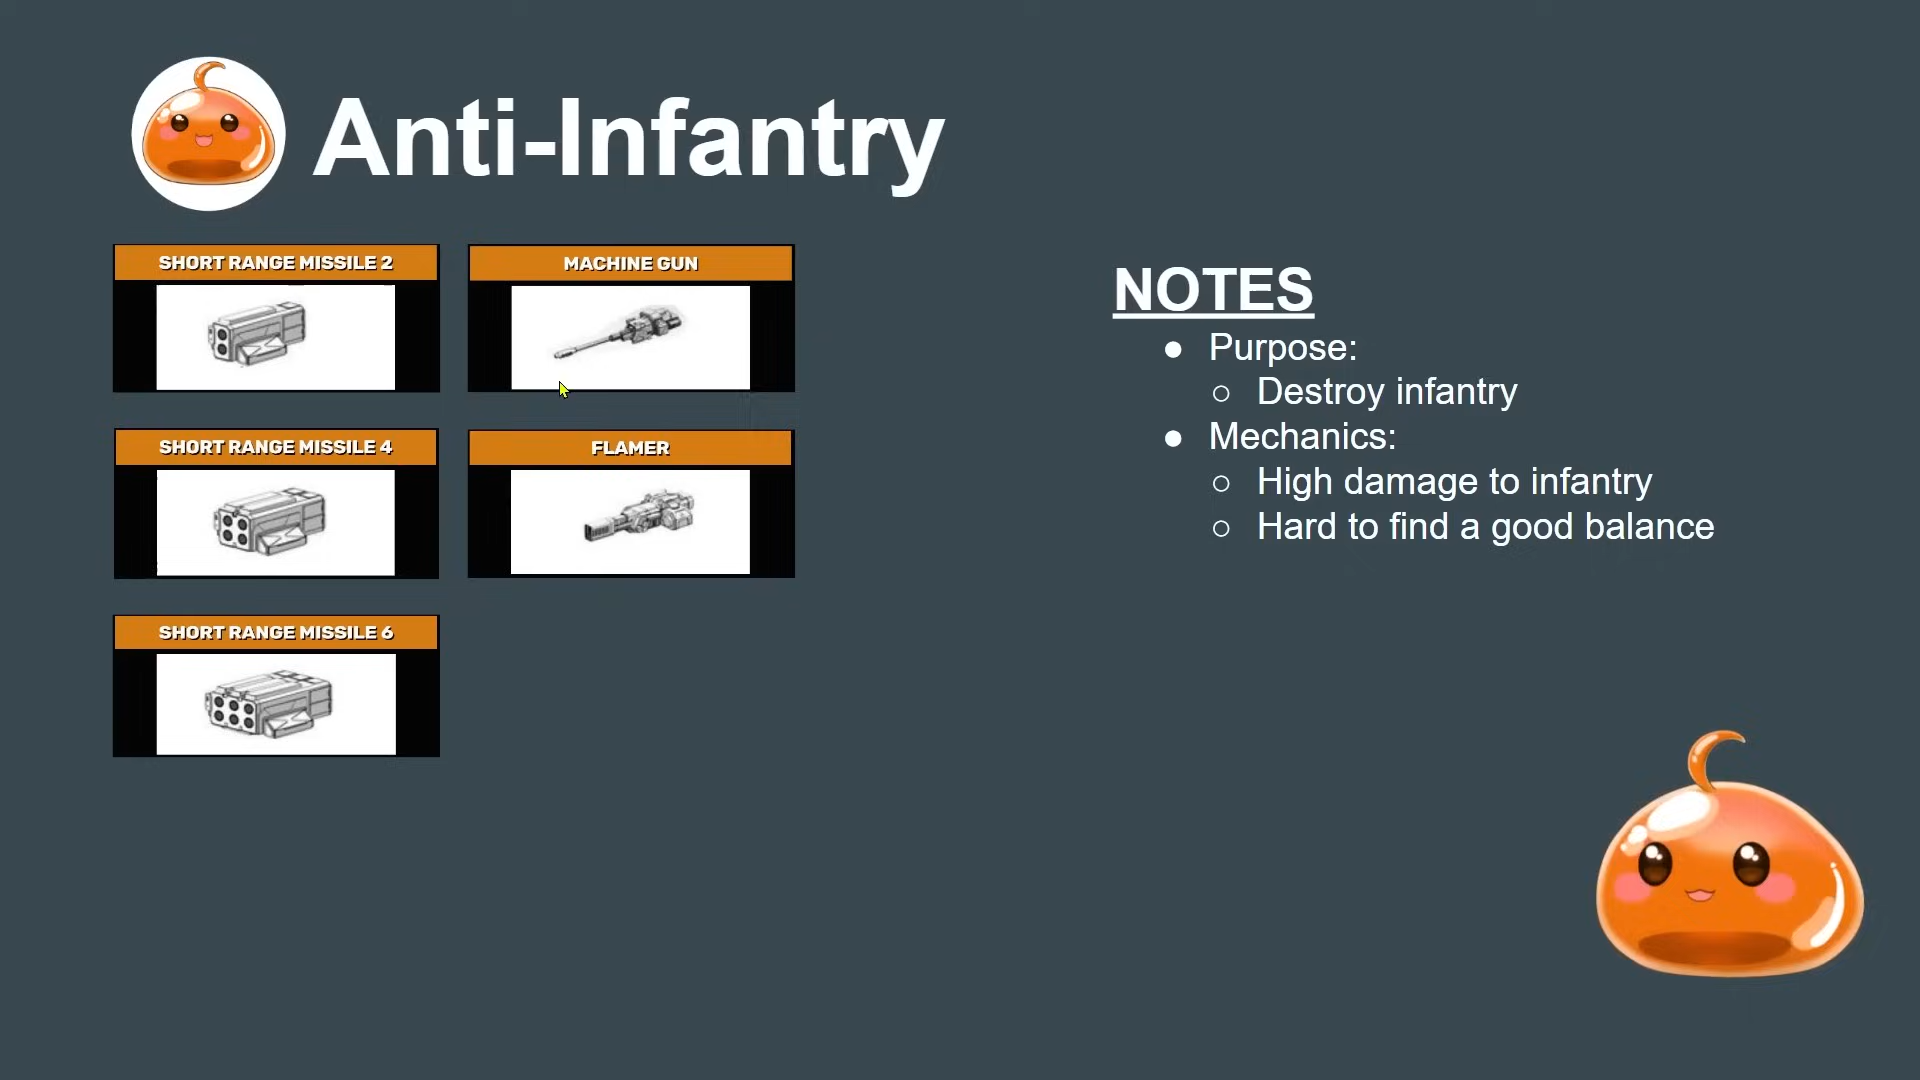 Anti-Infantry
SHORT RANGE MISSILE 2
MACHINE GUN
SHORT RANGE MISSILE 4
FLAMER
SHORT RANGE MISSILE 6
NOTES
● Purpose:
○ Destroy infantry
● Mechanics:
○ High damage to infantry
○ Hard to find a good balance